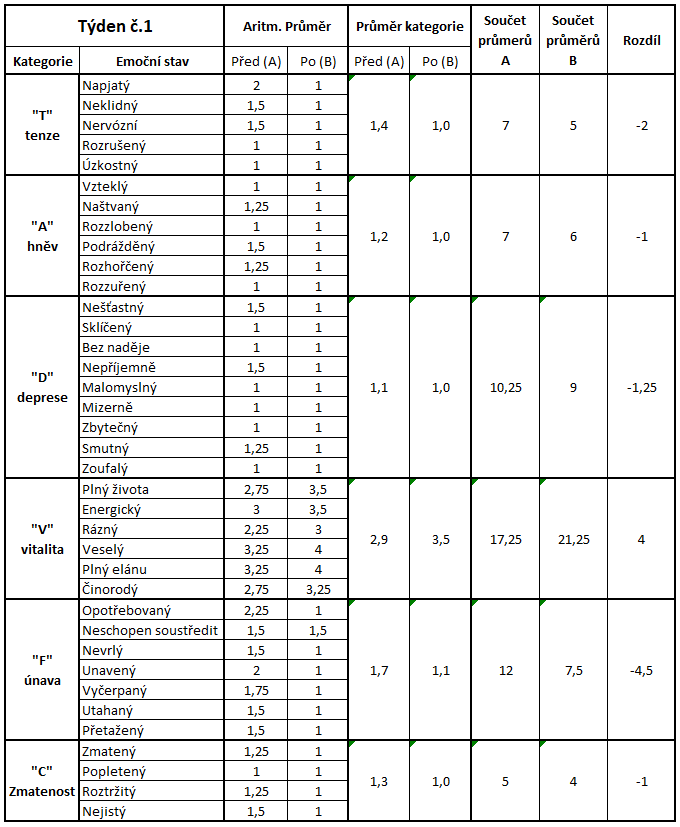 Týden č.1 Aritm. Průměr Průměr kategorie Součet průmerů A Součet průměrů B Rozdíl
Kategorie Emoční stav Před (A) Po (B) Před (A) Po (B)
"T" tenze Napjatý 2 1 1,4 1,0 7 5 -2
Neklidný 1,5 1
Nervózní 1,5 1
Rozrušený 1 1
Úzkostný 1 1
"A" hněv Vzteklý 1 1 1,2 1,0 7 6 -1
Naštvaný 1,25 1
Rozzlobený 1 1
Podrážděný 1,5 1
Rozhořčený 1,25 1
Rozzuřený 1 1
"D" deprese Nešťastný 1,5 1 1,1 1,0 10,25 9 -1,25
Sklíčený 1 1
Bez naděje 1 1
Nepříjemně 1,5 1
Malomyslný 1 1
Mizerně 1 1
Zbytečný 1 1
Smutný 1,25 1
Zoufalý 1 1
"V" vitalita Plný života 2,75 3,5 2,9 3,5 17,25 21,25 4
Energický 3 3,5
Rázný 2,25 3
Veselý 3,25 4
Plný elánu 3,25 4
Činorodý 2,75 3,25
"F" únava Opotřebovaný 2,25 1 1,7 1,1 12 7,5 -4,5
Neschopen soustředit 1,5 1,5
Nevrlý 1,5 1
Unavený 2 1
Vyčerpaný 1,75 1
Utahaný 1,5 1
Přetažený 1,5 1
"C" Zmatenost Zmatený 1,25 1 1,3 1,0 5 4 -1
Popletený 1 1
Roztržitý 1,25 1
Nejistý 1,5 1